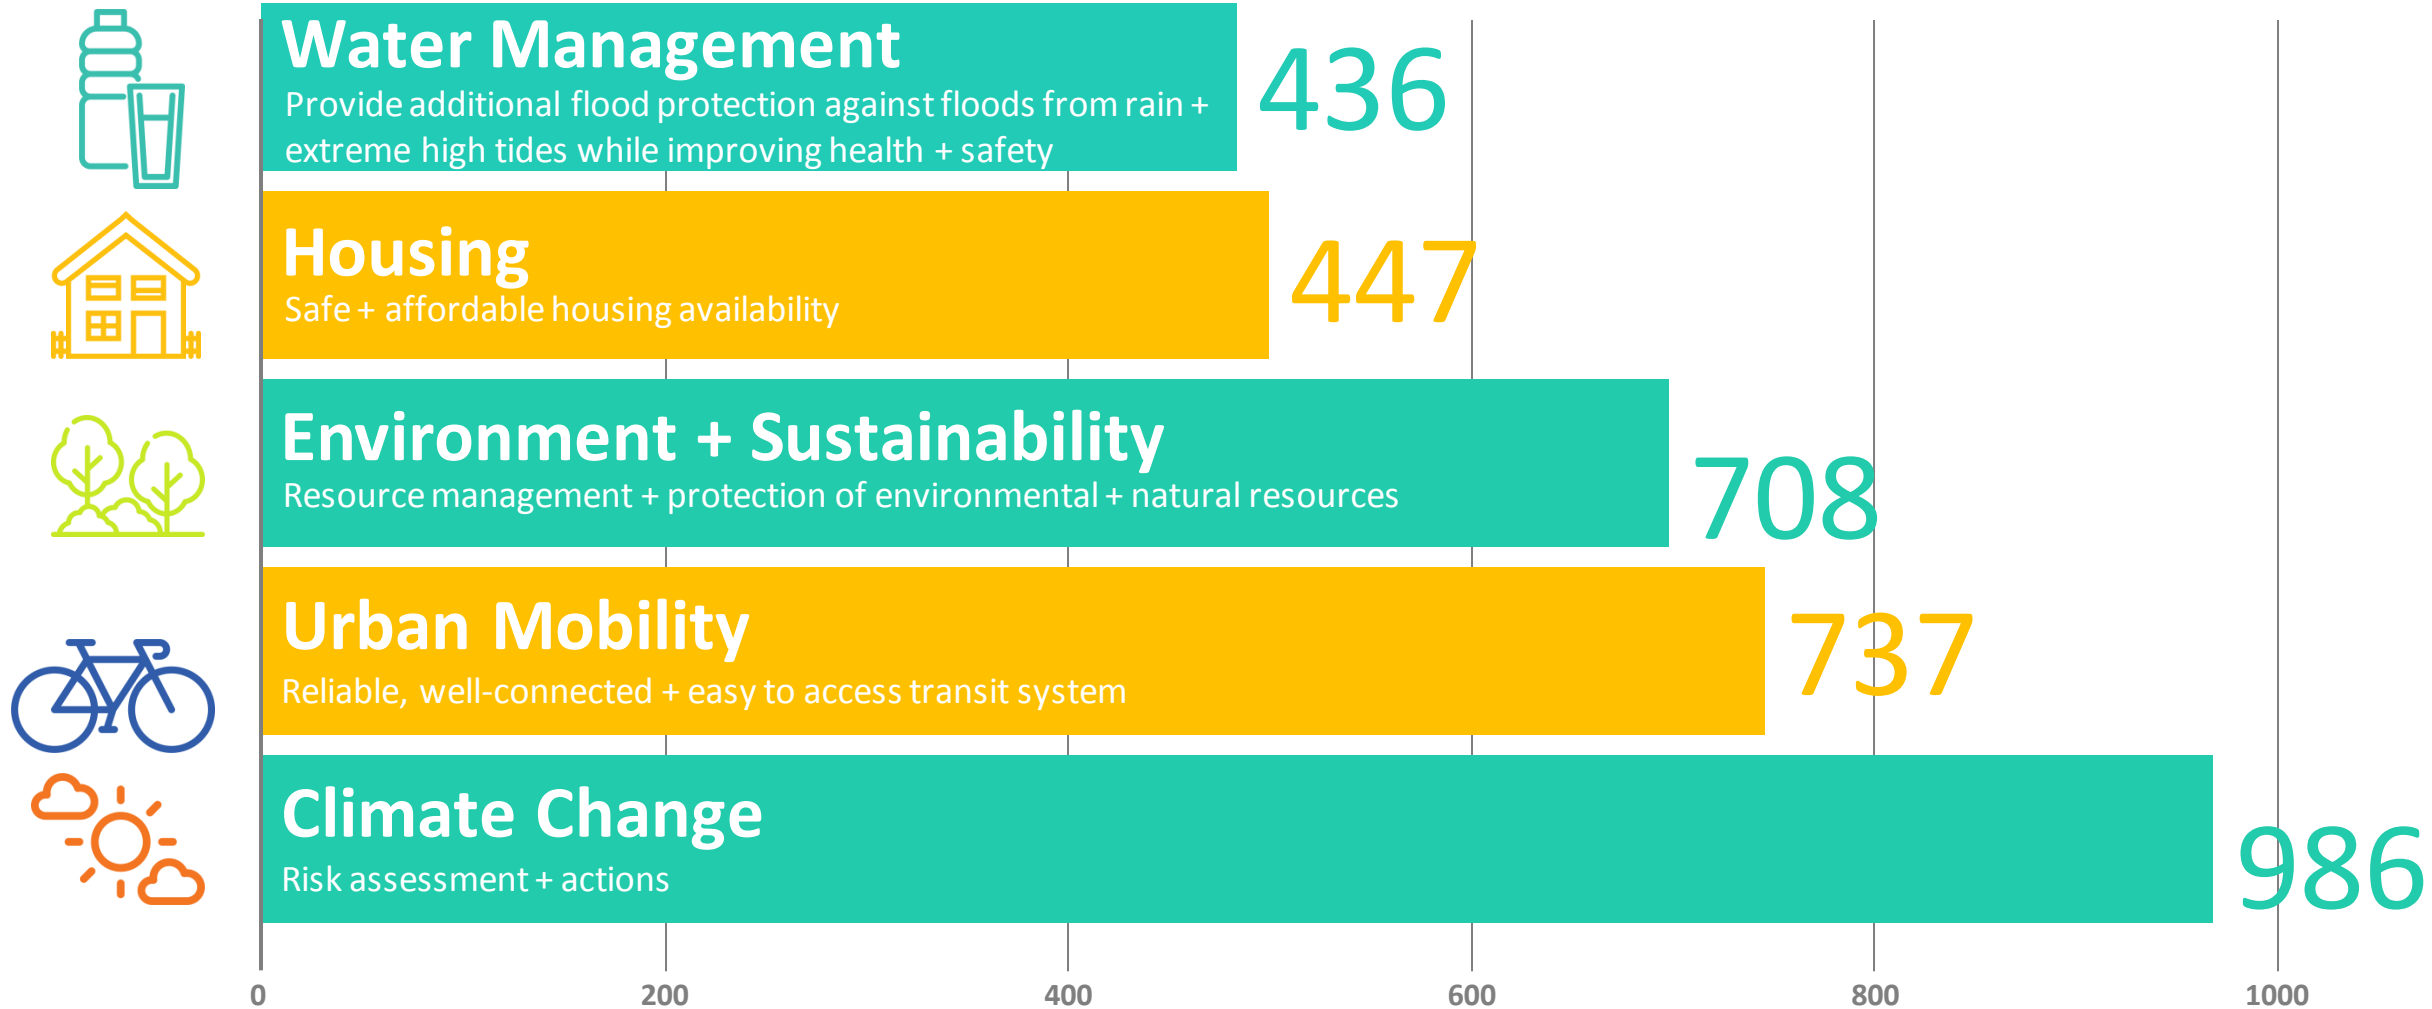 Water Management
Provide additional flood protection against floods from rain +
extreme high tides while improving health + safety
436
Housing
Safe + affordable housing availability
447
Environment + Sustainability
Resource management + protection of environmental + natural resources
708
Urban Mobility
Reliable, well-connected + easy to access transit system
737
Climate Change
Risk assessment + actions
986
0 200 400 600 800 1000